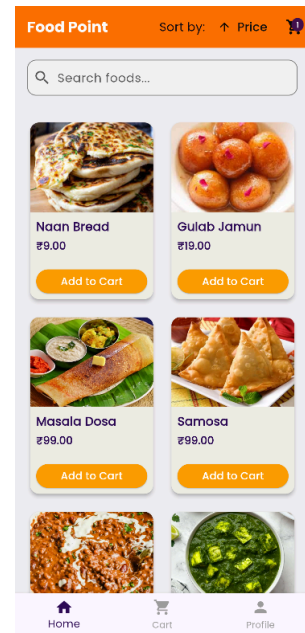 Food Point
Sort by: ↑ Price
1
Search foods...
Naan Bread
₹9.00
Add to Cart
Gulab Jamun
₹19.00
Add to Cart
Masala Dosa
₹99.00
Add to Cart
Samosa
₹99.00
Add to Cart
Home
Cart
Profile